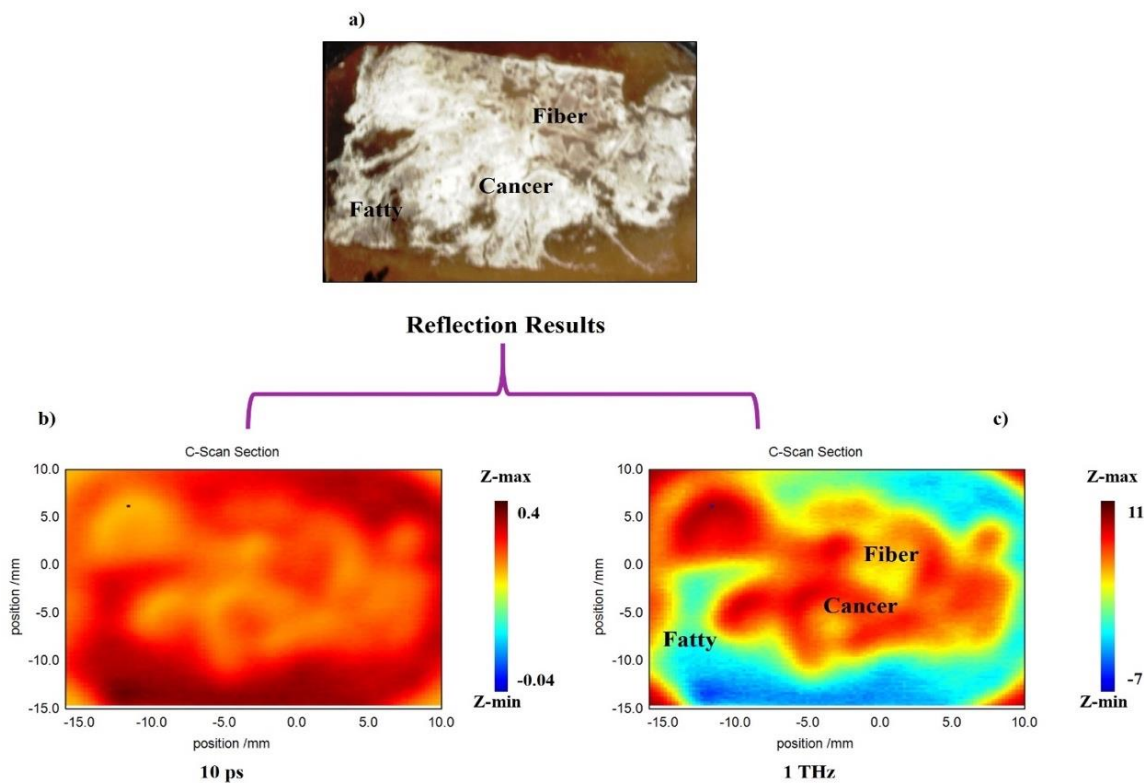 a)
Fiber
Cancer
Fatty
Reflection Results
b)
C-Scan Section
10.0
5.0
0.0
-5.0
-10.0
-15.0
position /mm
-15.0 -10.0 -5.0 0.0 5.0 10.0
position /mm
10 ps
Z-max
0.4
-0.04
Z-min
c)
C-Scan Section
10.0
5.0
0.0
-5.0
-10.0
-15.0
position /mm
Fiber
Cancer
Fatty
-15.0 -10.0 -5.0 0.0 5.0 10.0
position /mm
1 THz
Z-max
11
-7
Z-min